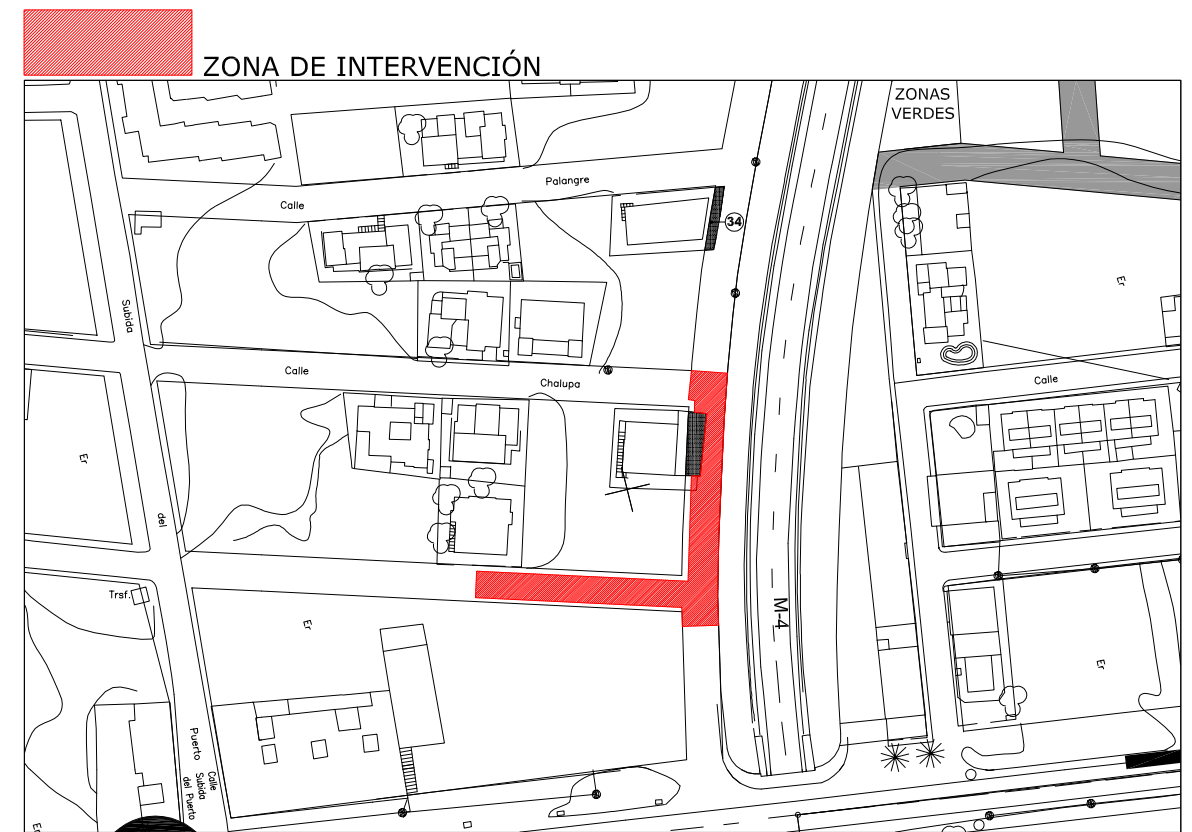 ZONA DE INTERVENCIÓN
ZONAS
VERDES
Palangre
Calle
34
Er
Subida
Calle
Chalupa
Calle
Er
del
Trsf.
Er
M-4
Er
Puerto
Calle
Subida
del Puerto
Er